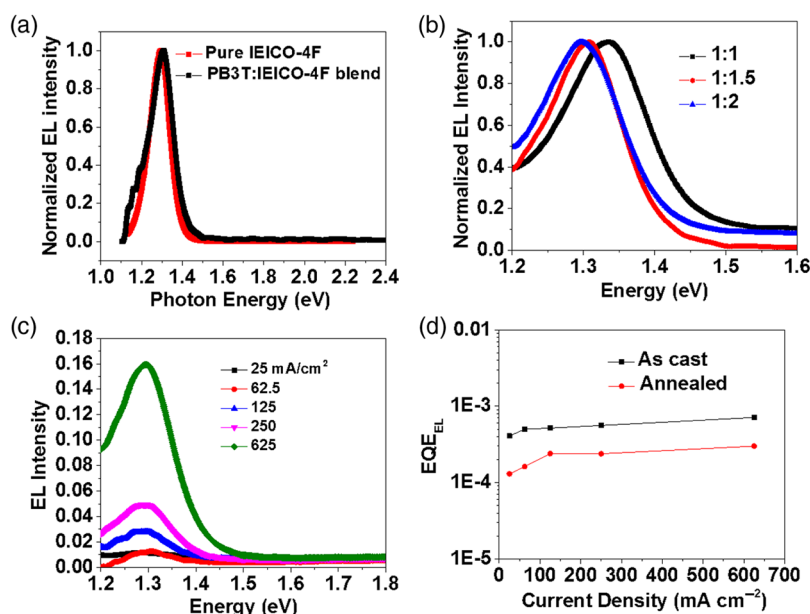 (a)
Pure IEICO-4F
PB3T:IEICO-4F blend
Normalized EL intensity
1.0
0.8
0.6
0.4
0.2
0.0
1.0 1.2 1.4 1.6 1.8 2.0 2.2 2.4
Photon Energy (eV)
(b)
1:1
1:1.5
1:2
Normalized EL Intensity
1.0
0.8
0.6
0.4
0.2
0.0
1.2 1.3 1.4 1.5 1.6
Energy (eV)
(c)
25 mA/cm²
62.5
125
250
625
EL Intensity
0.18
0.16
0.14
0.12
0.10
0.08
0.06
0.04
0.02
0.00
1.2 1.3 1.4 1.5 1.6 1.7 1.8
Energy (eV)
(d)
As cast
Annealed
EQE_EL
0.01
1E-3
1E-4
1E-5
0 100 200 300 400 500 600 700
Current Density (mA cm⁻²)